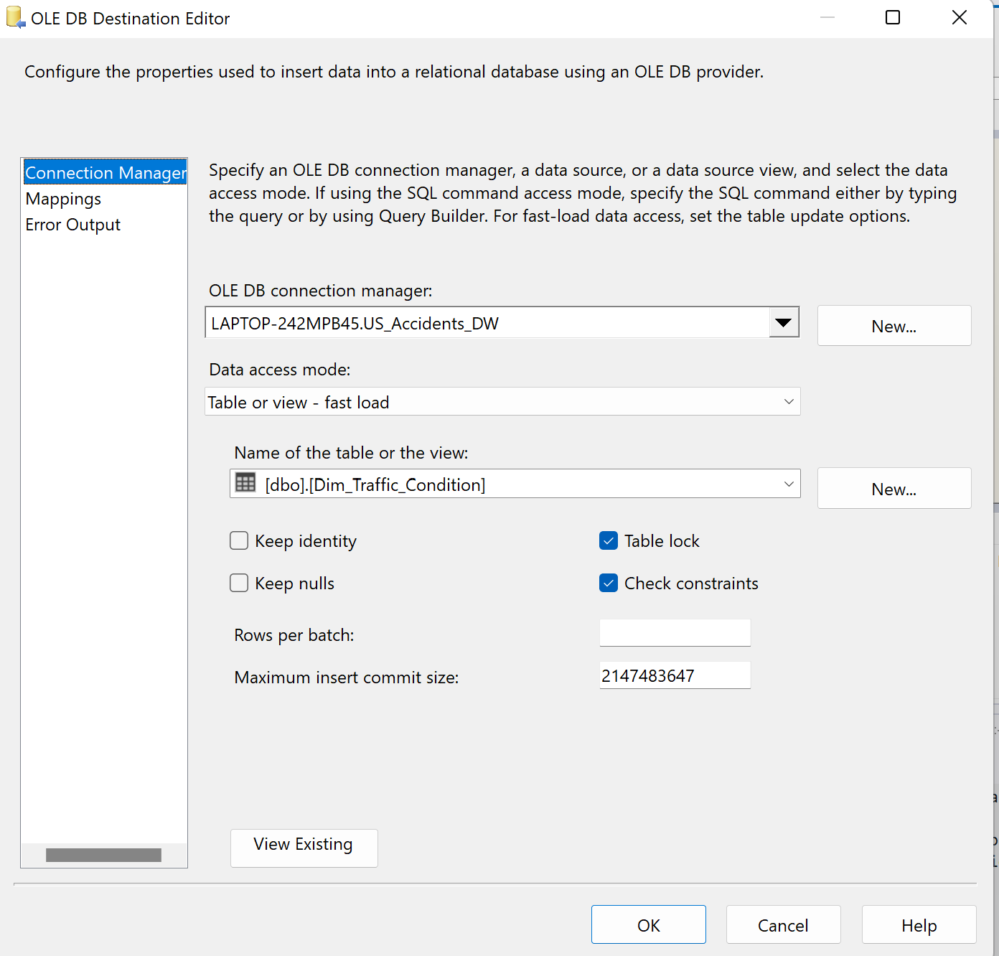 OLE DB Destination Editor
Configure the properties used to insert data into a relational database using an OLE DB provider.
Connection Manager
Mappings
Error Output
Specify an OLE DB connection manager, a data source, or a data source view, and select the data
access mode. If using the SQL command access mode, specify the SQL command either by typing
the query or by using Query Builder. For fast-load data access, set the table update options.
OLE DB connection manager:
LAPTOP-242MPB45.US_Accidents_DW
New...
Data access mode:
Table or view - fast load
Name of the table or the view:
[dbo].[Dim_Traffic_Condition]
New...
Keep identity
Table lock
Keep nulls
Check constraints
Rows per batch:
Maximum insert commit size:
2147483647
View Existing
OK
Cancel
Help